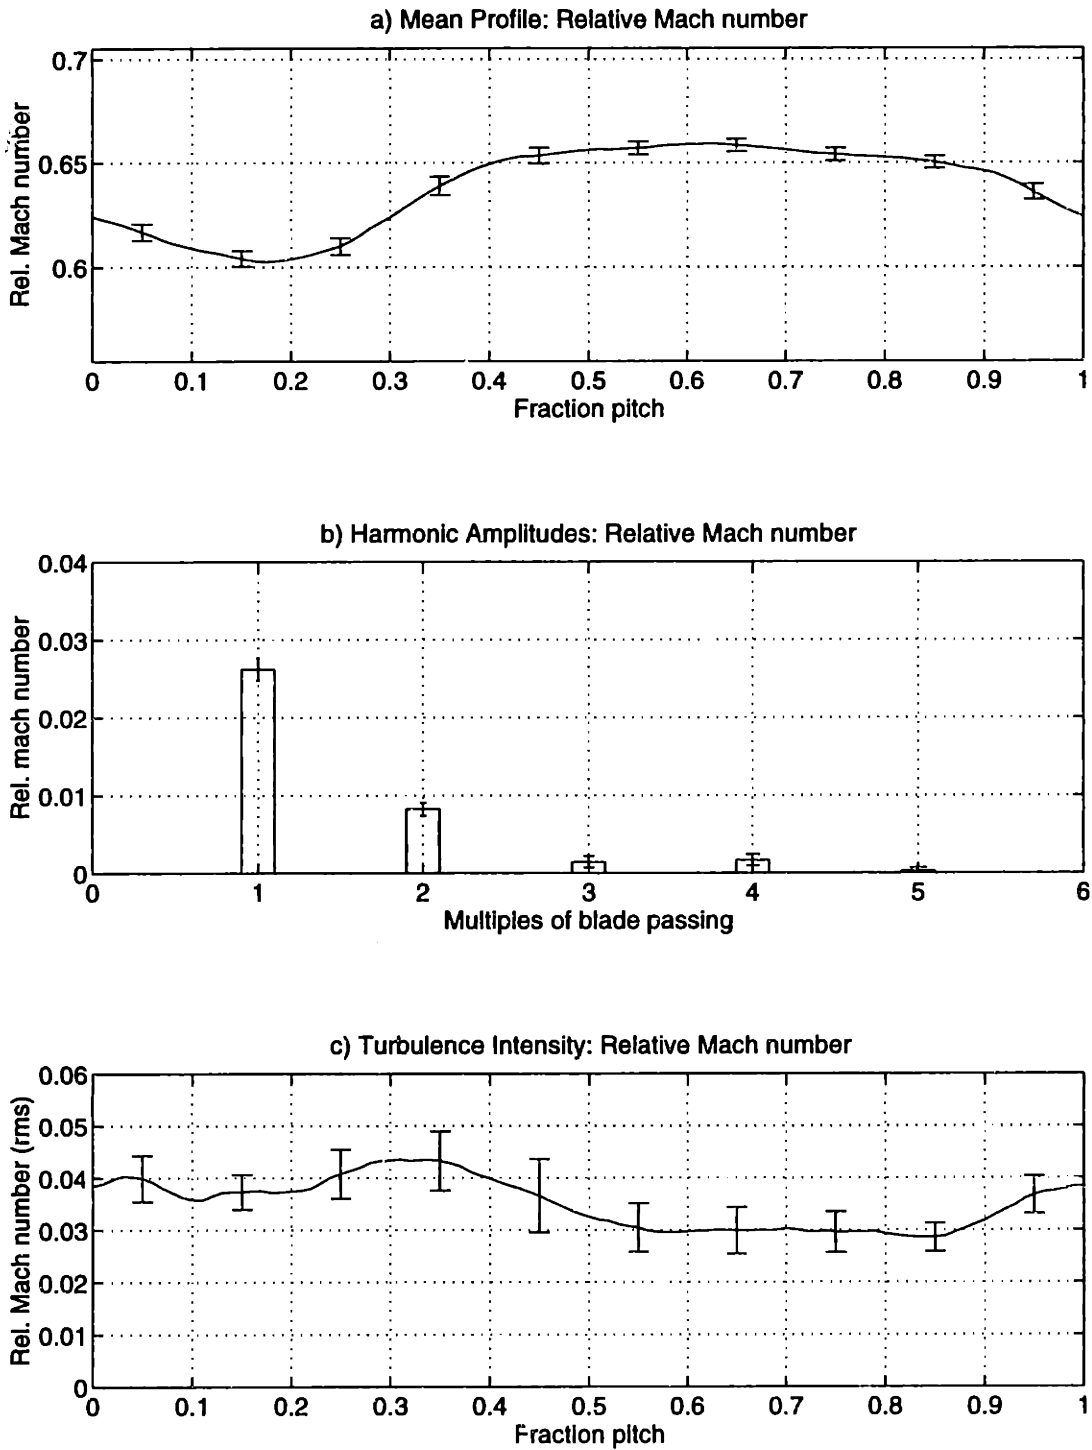 a) Mean Profile: Relative Mach number
0.7
0.65
0.6
Rel. Mach number
0 0.1 0.2 0.3 0.4 0.5 0.6 0.7 0.8 0.9 1
Fraction pitch
b) Harmonic Amplitudes: Relative Mach number
0.04
0.03
0.02
0.01
0
Rel. mach number
0 1 2 3 4 5 6
Multiples of blade passing
c) Turbulence Intensity: Relative Mach number
0.06
0.05
0.04
0.03
0.02
0.01
0
Rel. Mach number (rms)
0 0.1 0.2 0.3 0.4 0.5 0.6 0.7 0.8 0.9 1
Fraction pitch